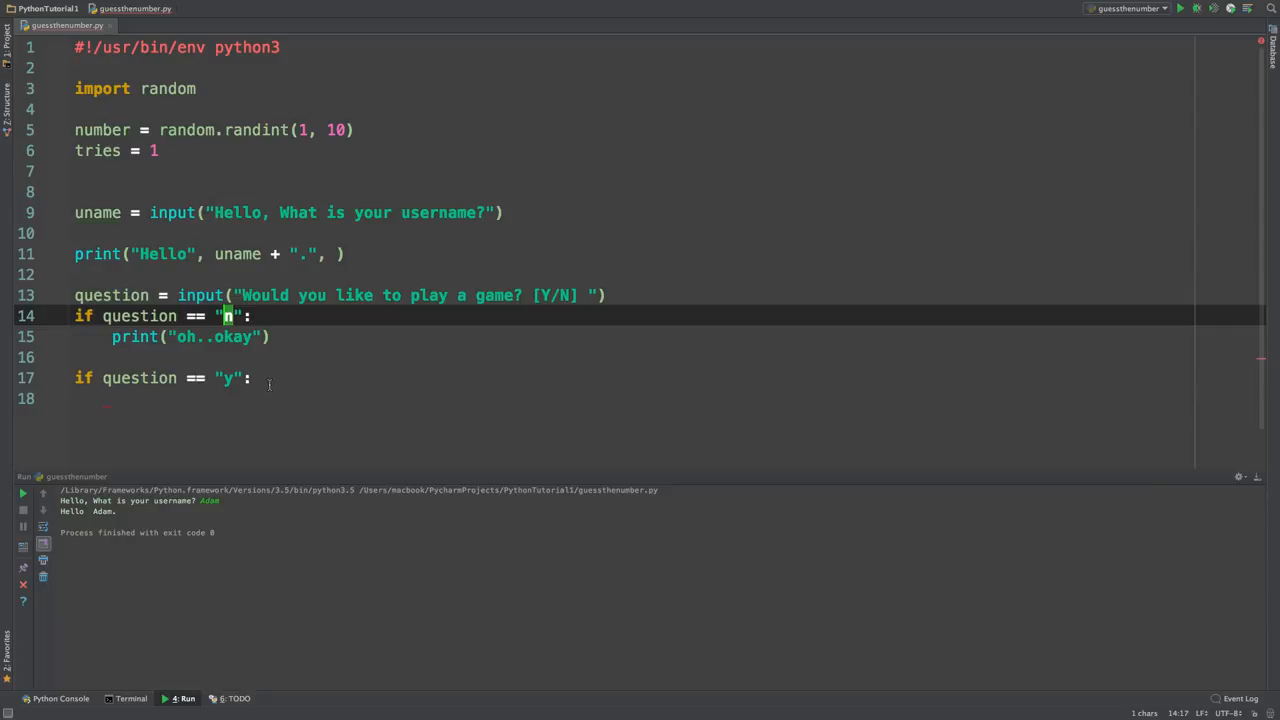 PythonTutorial1 guessthenumber.py guessthenumber
guessthenumber.py
1 #!/usr/bin/env python3
2
3 import random
4
5 number = random.randint(1, 10)
6 tries = 1
7
8
9 uname = input("Hello, What is your username?")
10
11 print("Hello", uname + ".", )
12
13 question = input("Would you like to play a game? [Y/N] ")
14 if question == "n":
15 print("oh..okay")
16
17 if question == "y":
18
1: Project
Z: Structure
2: Favorites
Database
Run guessthenumber
/Library/Frameworks/Python.framework/Versions/3.5/bin/python3.5 /Users/macbook/PycharmProjects/PythonTutorial1/guessthenumber.py
Hello, What is your username? Adam
Hello  Adam.
Process finished with exit code 0
Python Console Terminal 4: Run 6: TODO Event Log
1 chars 14:17 LF÷ UTF-8÷